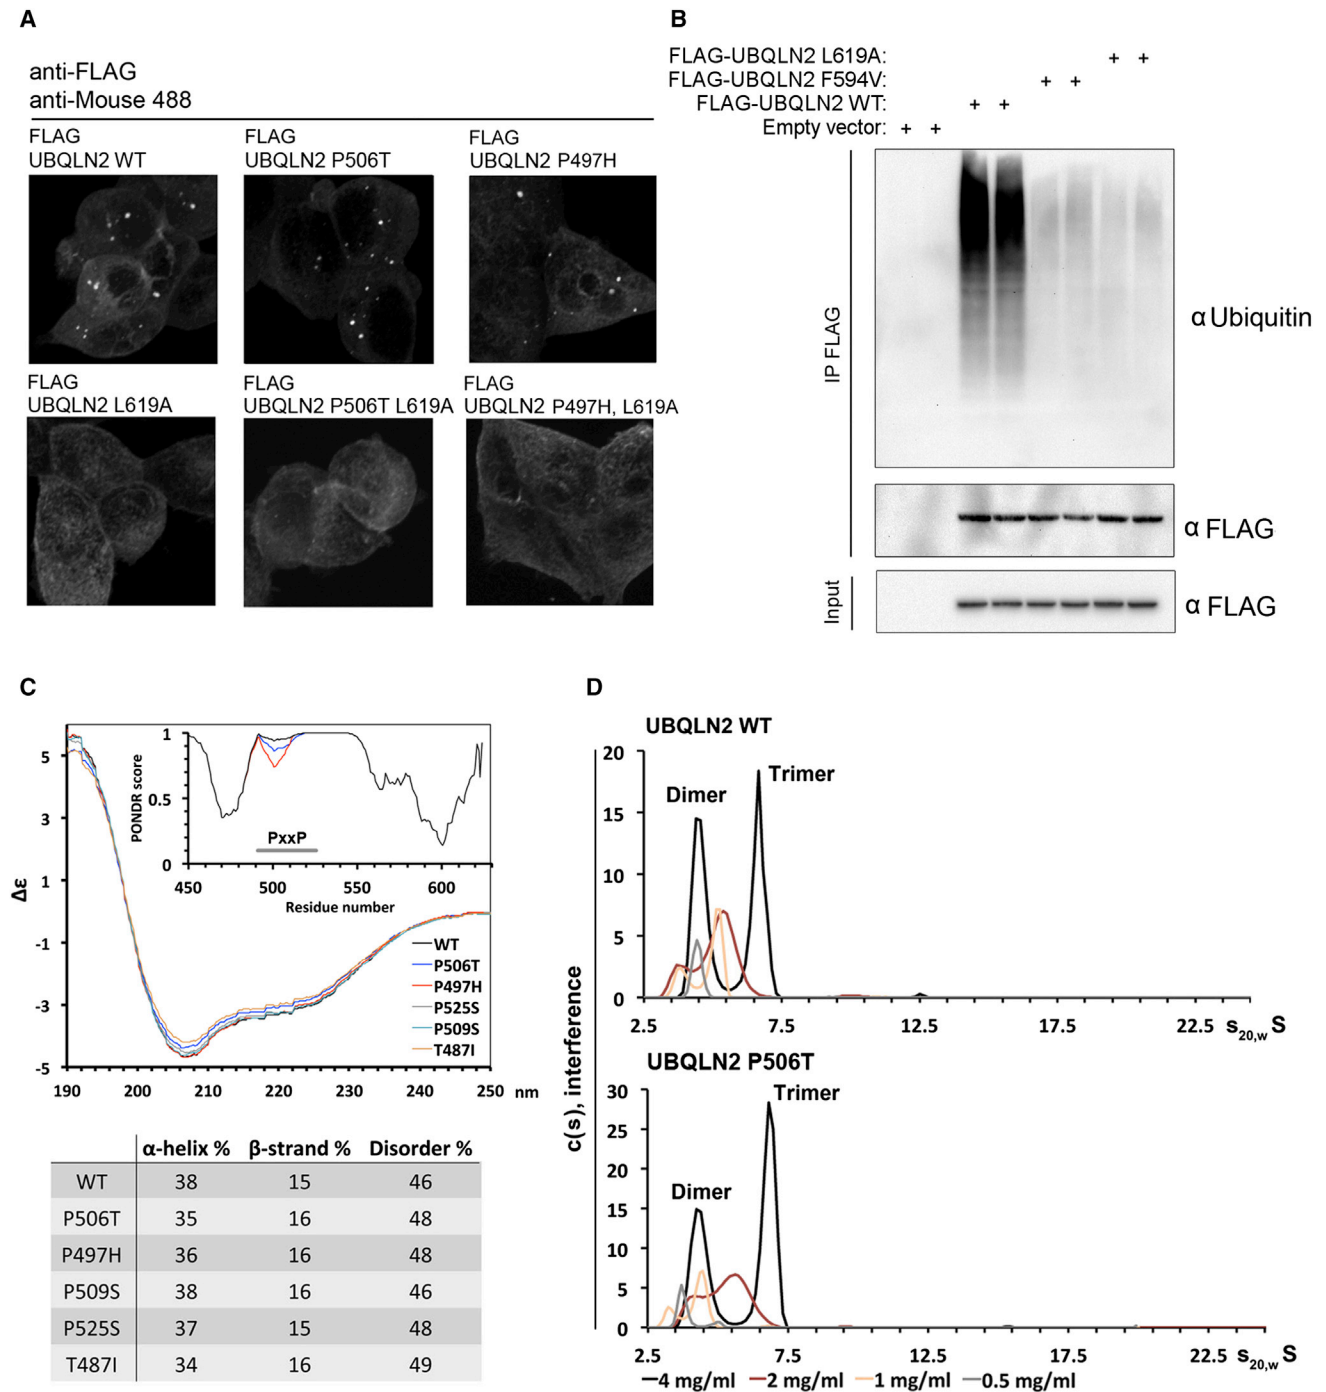 A
anti-FLAG
anti-Mouse 488
FLAG
UBQLN2 WT
FLAG
UBQLN2 P506T
FLAG
UBQLN2 P497H
FLAG
UBQLN2 L619A
FLAG
UBQLN2 P506T L619A
FLAG
UBQLN2 P497H, L619A
B
FLAG-UBQLN2 L619A: + +
FLAG-UBQLN2 F594V: + +
FLAG-UBQLN2 WT: + +
Empty vector: + +
IP FLAG
α Ubiquitin
α FLAG
Input
α FLAG
C
Δε
5
3
1
-1
-3
-5
190 200 210 220 230 240 250 nm
PONDR score
1
0.5
0
PxxP
450 500 550 600
Residue number
WT
P506T
P497H
P525S
P509S
T487I
α-helix % β-strand % Disorder %
WT 38 15 46
P506T 35 16 48
P497H 36 16 48
P509S 38 16 46
P525S 37 15 48
T487I 34 16 49
D
c(s), interference
UBQLN2 WT
20
15
10
5
0
Dimer
Trimer
2.5 7.5 12.5 17.5 22.5 s20,w S
UBQLN2 P506T
30
25
20
15
10
5
0
Dimer
Trimer
2.5 7.5 12.5 17.5 22.5 s20,w S
4 mg/ml 2 mg/ml 1 mg/ml 0.5 mg/ml